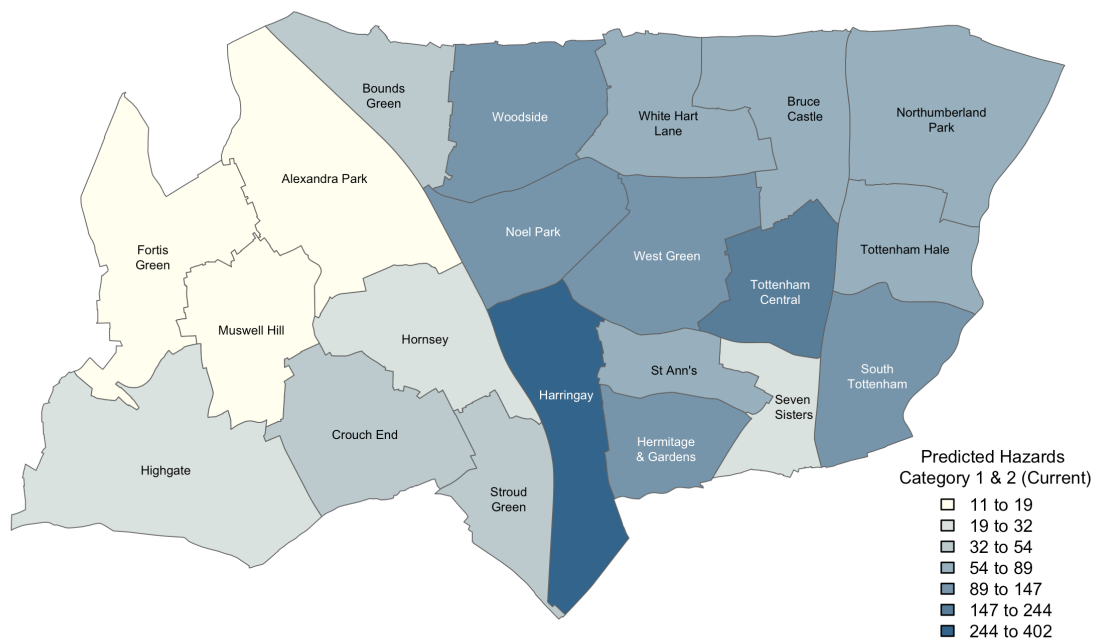 Bounds
Green
Woodside
White Hart
Lane
Bruce
Castle
Northumberland
Park
Alexandra Park
Fortis
Green
Noel Park
West Green
Tottenham Hale
Tottenham
Central
Muswell Hill
Hornsey
St Ann's
South
Tottenham
Harringay
Seven
Sisters
Crouch End
Hermitage
& Gardens
Highgate
Stroud
Green
Predicted Hazards
Category 1 & 2 (Current)
11 to 19
19 to 32
32 to 54
54 to 89
89 to 147
147 to 244
244 to 402